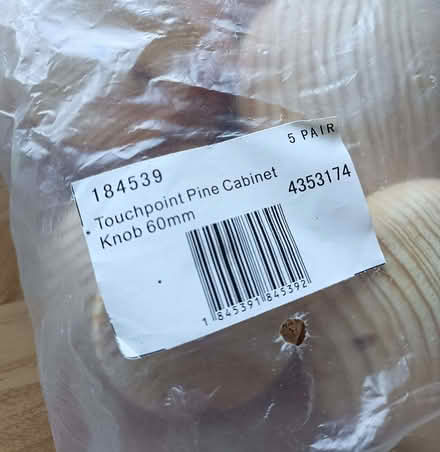 184539
5 PAIR
Touchpoint Pine Cabinet
Knob 60mm
4353174
1 845391 845392